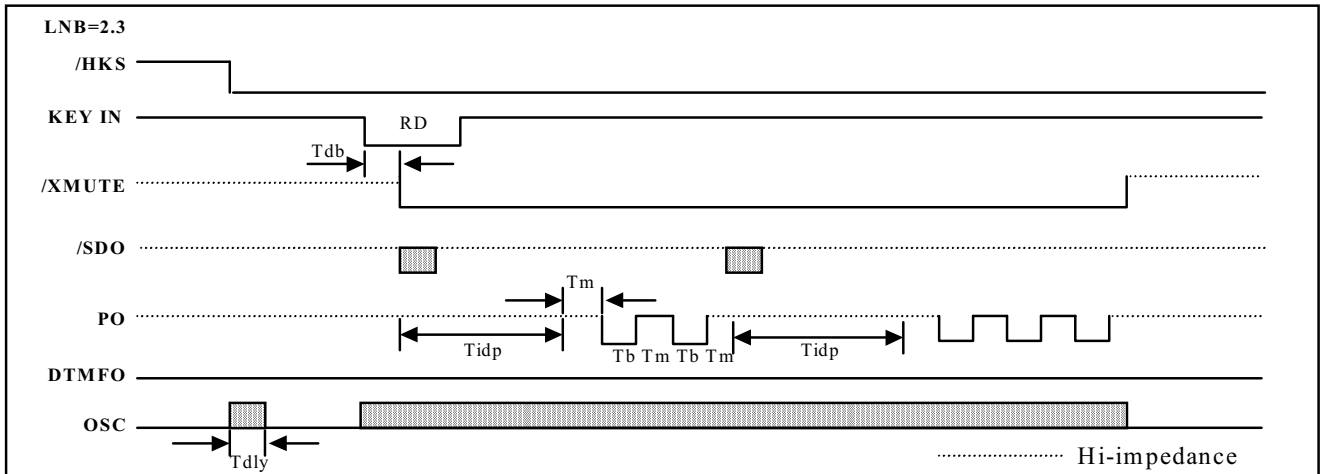 LNB=2.3
/HKS
KEY IN
RD
Tdb
/XMUTE
/SDO
Tm
PO
Tidp
Tb Tm Tb Tm
Tidp
DTMFO
OSC
Tdly
Hi-impedance